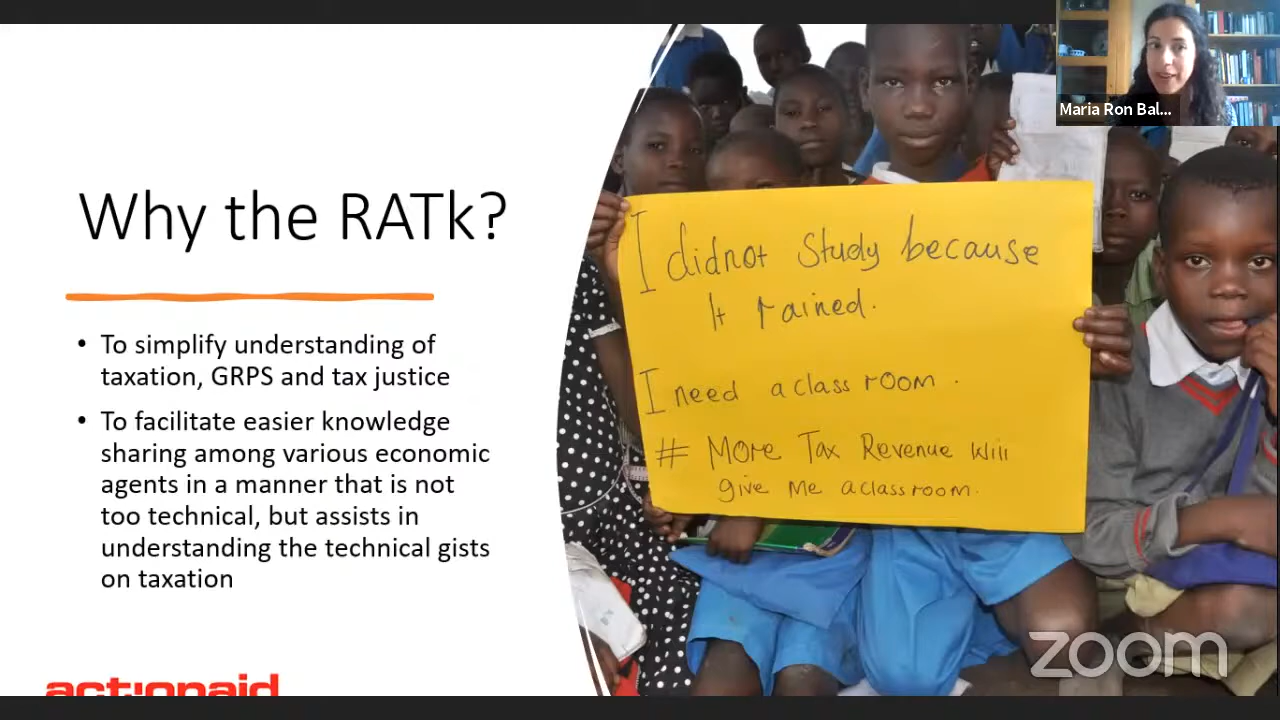 Why the RATk?
• To simplify understanding of
taxation, GRPS and tax justice
• To facilitate easier knowledge
sharing among various economic
agents in a manner that is not
too technical, but assists in
understanding the technical gists
on taxation
actionaid
I didnot study because
It rained.
I need a classroom.
# More Tax Revenue Will
give me a classroom.
Maria Ron Bal...
zoom